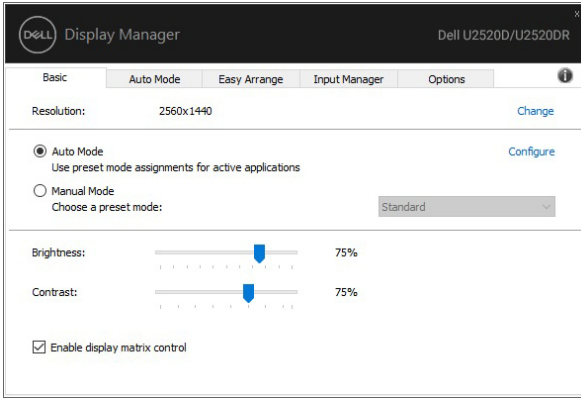 DELL Display Manager
Dell U2520D/U2520DR
Basic
Auto Mode
Easy Arrange
Input Manager
Options
Resolution:
2560x1440
Change
Auto Mode
Configure
Use preset mode assignments for active applications
Manual Mode
Choose a preset mode:
Standard
Brightness:
75%
Contrast:
75%
Enable display matrix control